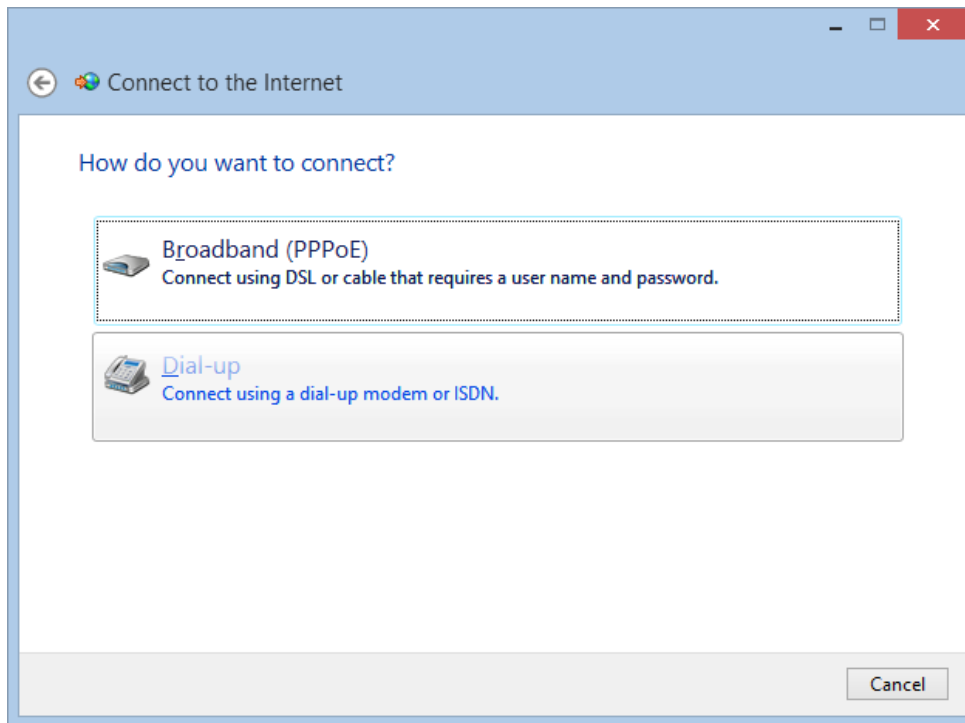 Connect to the Internet
How do you want to connect?
Broadband (PPPoE)
Connect using DSL or cable that requires a user name and password.
Dial-up
Connect using a dial-up modem or ISDN.
Cancel